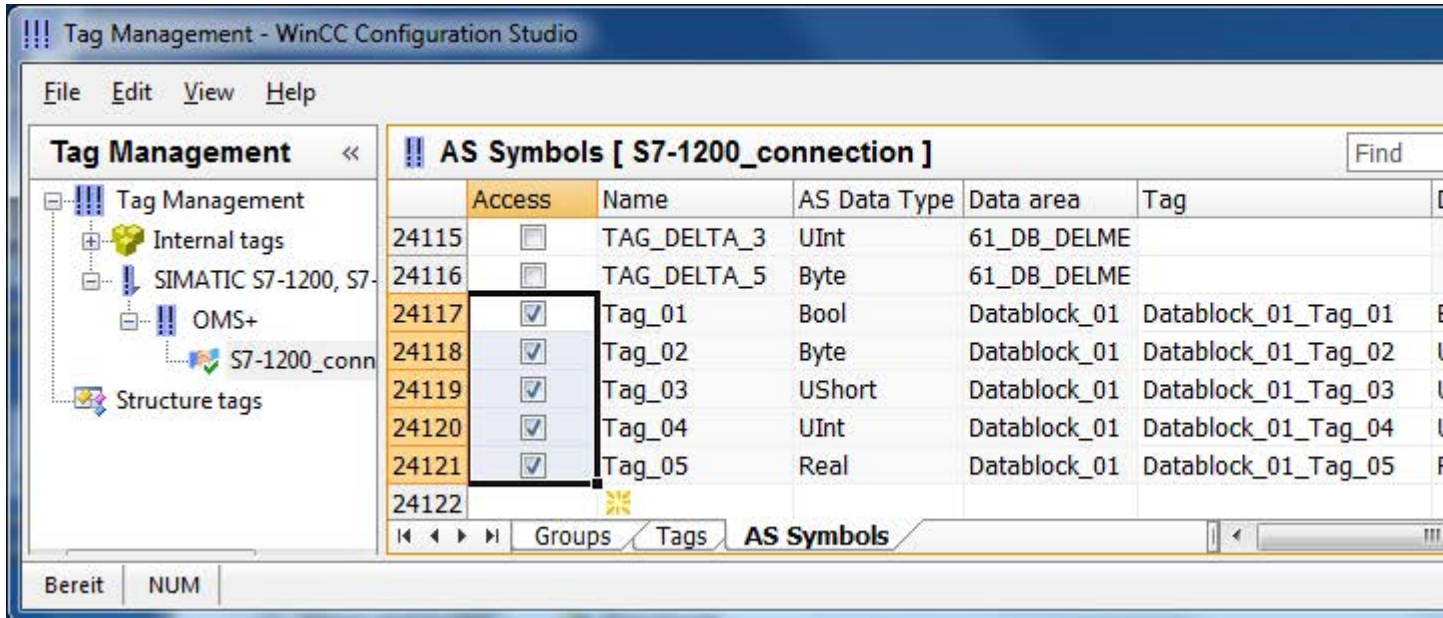 Tag Management - WinCC Configuration Studio
File Edit View Help
Tag Management «
Tag Management
Internal tags
SIMATIC S7-1200, S7-
OMS+
S7-1200_conn
Structure tags
AS Symbols [ S7-1200_connection ] Find
Access Name AS Data Type Data area Tag
24115 TAG_DELTA_3 UInt 61_DB_DELME
24116 TAG_DELTA_5 Byte 61_DB_DELME
24117 Tag_01 Bool Datablock_01 Datablock_01_Tag_01
24118 Tag_02 Byte Datablock_01 Datablock_01_Tag_02
24119 Tag_03 UShort Datablock_01 Datablock_01_Tag_03
24120 Tag_04 UInt Datablock_01 Datablock_01_Tag_04
24121 Tag_05 Real Datablock_01 Datablock_01_Tag_05
24122
Groups Tags AS Symbols
Bereit NUM